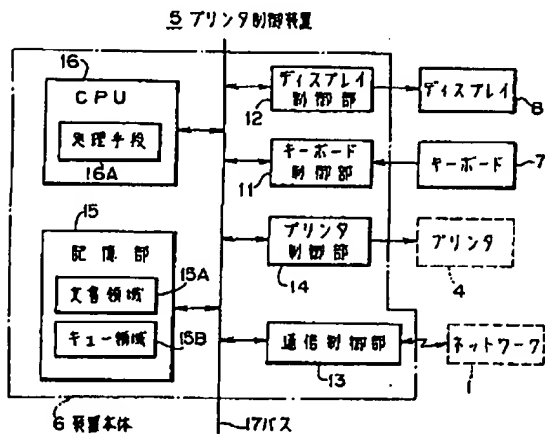 5 プリンタ制御装置
16
CPU
処理手段
16A
15
記憶部
文書領域
15A
キュー領域
15B
ディスプレイ
制御部
12
ディスプレイ
8
キーボード
制御部
11
キーボード
7
プリンタ
制御部
14
プリンタ
4
通信制御部
13
ネットワーク
1
6 装置本体
17バス